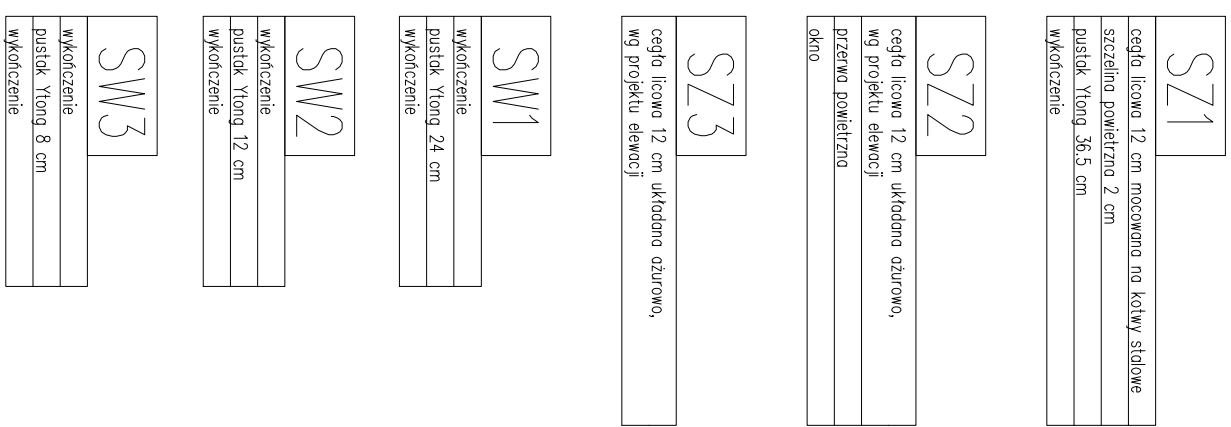 SZ1
cegła licowa 12 cm mocowana na kotwy stalowe
szczelina powietrzna 2 cm
pustak Ytong 36.5 cm
wykończenie
SZ2
cegła licowa 12 cm układana ażurowo,
wg projektu elewacji
przerwa powietrzna
okno
SZ3
cegła licowa 12 cm układana ażurowo,
wg projektu elewacji
SW1
wykończenie
pustak Ytong 24 cm
wykończenie
SW2
wykończenie
pustak Ytong 12 cm
wykończenie
SW3
wykończenie
pustak Ytong 8 cm
wykończenie